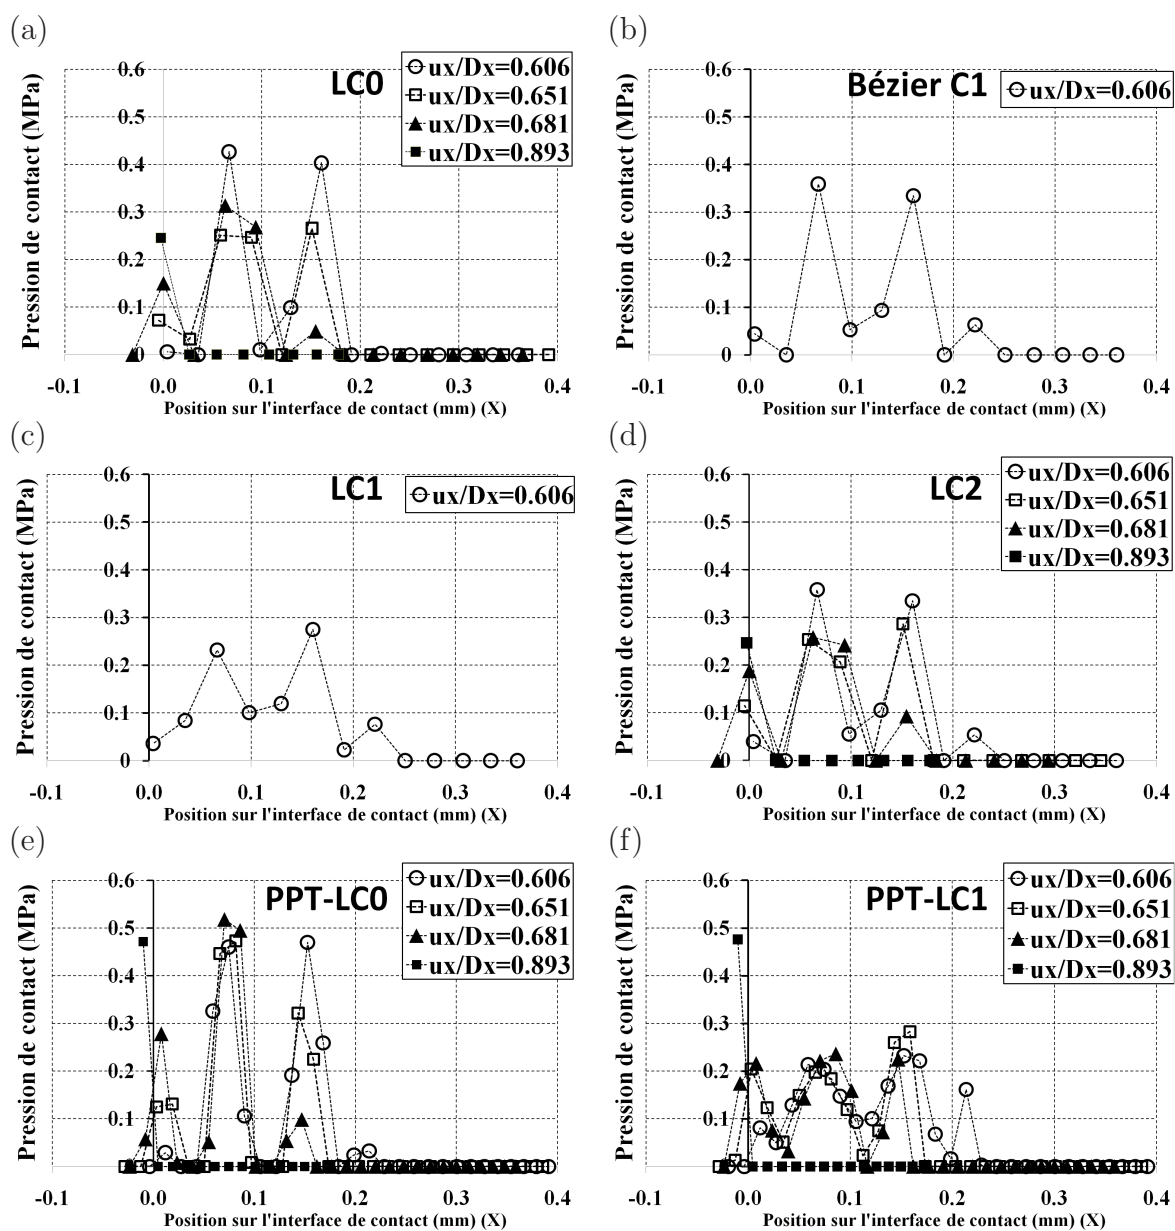 (a)
LC0
ux/Dx=0.606
ux/Dx=0.651
ux/Dx=0.681
ux/Dx=0.893
Pression de contact (MPa)
0.6
0.5
0.4
0.3
0.2
0.1
0
-0.1 0.0 0.1 0.2 0.3 0.4
Position sur l'interface de contact (mm) (X)
(b)
Bézier C1
ux/Dx=0.606
Pression de contact (MPa)
0.6
0.5
0.4
0.3
0.2
0.1
0
-0.1 0.0 0.1 0.2 0.3 0.4
Position sur l'interface de contact (mm) (X)
(c)
LC1
ux/Dx=0.606
Pression de contact (MPa)
0.6
0.5
0.4
0.3
0.2
0.1
0
-0.1 0.0 0.1 0.2 0.3 0.4
Position sur l'interface de contact (mm) (X)
(d)
LC2
ux/Dx=0.606
ux/Dx=0.651
ux/Dx=0.681
ux/Dx=0.893
Pression de contact (MPa)
0.6
0.5
0.4
0.3
0.2
0.1
0
-0.1 0.0 0.1 0.2 0.3 0.4
Position sur l'interface de contact (mm) (X)
(e)
PPT-LC0
ux/Dx=0.606
ux/Dx=0.651
ux/Dx=0.681
ux/Dx=0.893
Pression de contact (MPa)
0.6
0.5
0.4
0.3
0.2
0.1
0
-0.1 0.0 0.1 0.2 0.3 0.4
Position sur l'interface de contact (mm) (X)
(f)
PPT-LC1
ux/Dx=0.606
ux/Dx=0.651
ux/Dx=0.681
ux/Dx=0.893
Pression de contact (MPa)
0.6
0.5
0.4
0.3
0.2
0.1
0
-0.1 0.0 0.1 0.2 0.3 0.4
Position sur l'interface de contact (mm) (X)